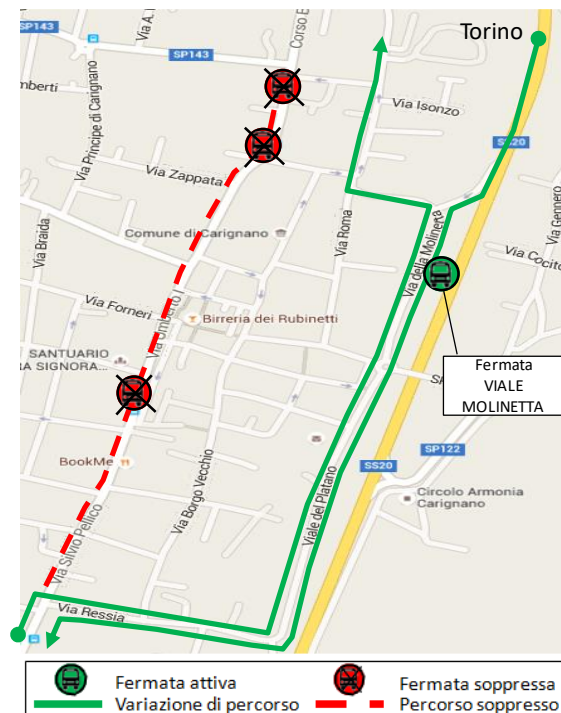 SP143
Via A.
Corso E
Torino
SP143
mberti
Via Isonzo
Via Principe di Carignano
SS20
Via Zappata
Via Gennero
Via Braida
Comune di Carignano
Via Roma
Via della Molinetta
Via Cocito
Via Forneri
Via Umberto I
Birreria dei Rubinetti
SANTUARIO
IA SIGNORA...
Fermata
VIALE
MOLINETTA
SP122
BookMe
SS20
Via Borgo Vecchio
Viale del Platano
Circolo Armonia
Carignano
Via Silvio Pellico
Via Ressia
Fermata attiva
Fermata soppressa
Variazione di percorso
Percorso soppresso